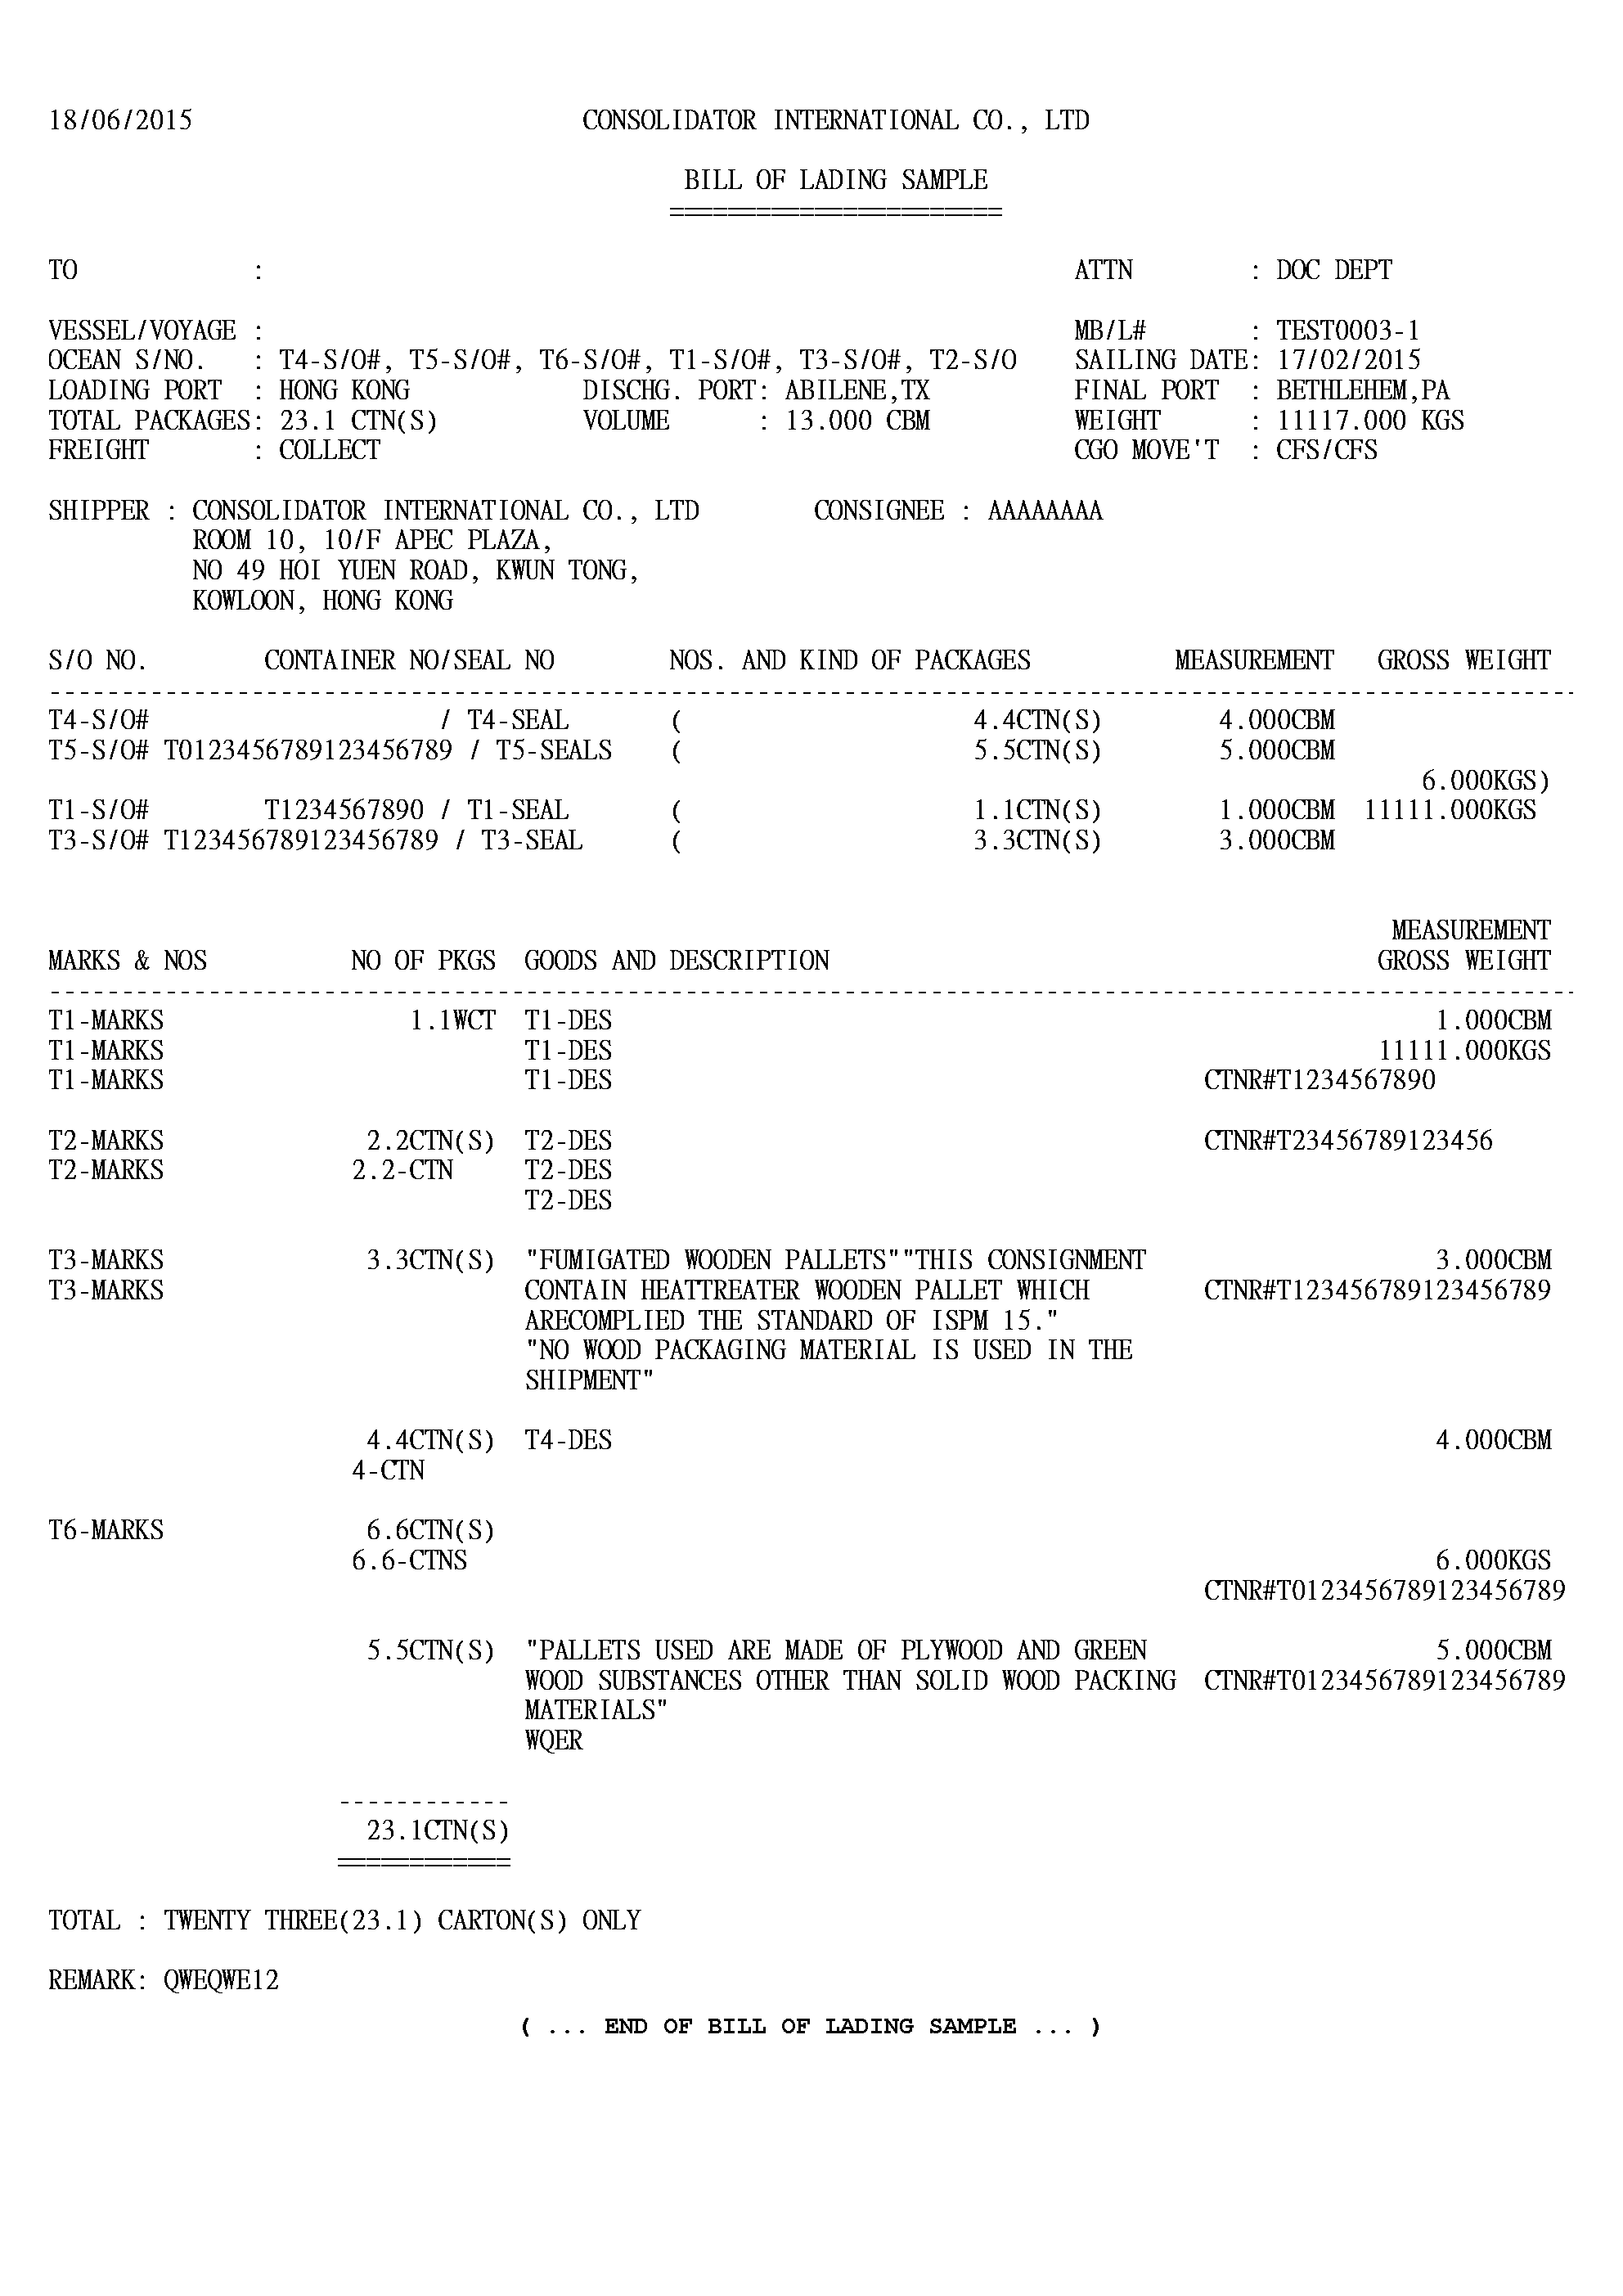 18/06/2015 CONSOLIDATOR INTERNATIONAL CO., LTD
BILL OF LADING SAMPLE
=======================
TO : ATTN : DOC DEPT
VESSEL/VOYAGE : MB/L# : TEST0003-1
OCEAN S/NO. : T4-S/O#, T5-S/O#, T6-S/O#, T1-S/O#, T3-S/O#, T2-S/O SAILING DATE: 17/02/2015
LOADING PORT : HONG KONG DISCHG. PORT: ABILENE,TX FINAL PORT : BETHLEHEM,PA
TOTAL PACKAGES: 23.1 CTN(S) VOLUME : 13.000 CBM WEIGHT : 11117.000 KGS
FREIGHT : COLLECT CGO MOVE'T : CFS/CFS
SHIPPER : CONSOLIDATOR INTERNATIONAL CO., LTD CONSIGNEE : AAAAAAAA
ROOM 10, 10/F APEC PLAZA,
NO 49 HOI YUEN ROAD, KWUN TONG,
KOWLOON, HONG KONG
S/O NO. CONTAINER NO/SEAL NO NOS. AND KIND OF PACKAGES MEASUREMENT GROSS WEIGHT
T4-S/O# / T4-SEAL ( 4.4CTN(S) 4.000CBM
T5-S/O# T0123456789123456789 / T5-SEALS ( 5.5CTN(S) 5.000CBM
6.000KGS)
T1-S/O# T1234567890 / T1-SEAL ( 1.1CTN(S) 1.000CBM 11111.000KGS
T3-S/O# T123456789123456789 / T3-SEAL ( 3.3CTN(S) 3.000CBM
MEASUREMENT
MARKS & NOS NO OF PKGS GOODS AND DESCRIPTION GROSS WEIGHT
T1-MARKS 1.1WCT T1-DES 1.000CBM
T1-MARKS T1-DES 11111.000KGS
T1-MARKS T1-DES CTNR#T1234567890
T2-MARKS 2.2CTN(S) T2-DES CTNR#T23456789123456
T2-MARKS 2.2-CTN T2-DES
T2-DES
T3-MARKS 3.3CTN(S) "FUMIGATED WOODEN PALLETS""THIS CONSIGNMENT 3.000CBM
T3-MARKS CONTAIN HEATTREATER WOODEN PALLET WHICH CTNR#T123456789123456789
ARECOMPLIED THE STANDARD OF ISPM 15."
"NO WOOD PACKAGING MATERIAL IS USED IN THE
SHIPMENT"
4.4CTN(S) T4-DES 4.000CBM
4-CTN
T6-MARKS 6.6CTN(S)
6.6-CTNS 6.000KGS
CTNR#T0123456789123456789
5.5CTN(S) "PALLETS USED ARE MADE OF PLYWOOD AND GREEN 5.000CBM
WOOD SUBSTANCES OTHER THAN SOLID WOOD PACKING CTNR#T0123456789123456789
MATERIALS"
WQER
------------
23.1CTN(S)
============
TOTAL : TWENTY THREE(23.1) CARTON(S) ONLY
REMARK: QWEQWE12
( ... END OF BILL OF LADING SAMPLE ... )